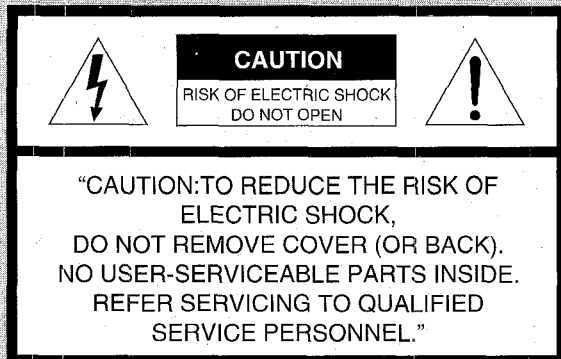 CAUTION
RISK OF ELECTRIC SHOCK
DO NOT OPEN
"CAUTION:TO REDUCE THE RISK OF
ELECTRIC SHOCK,
DO NOT REMOVE COVER (OR BACK).
NO USER-SERVICEABLE PARTS INSIDE.
REFER SERVICING TO QUALIFIED
SERVICE PERSONNEL."